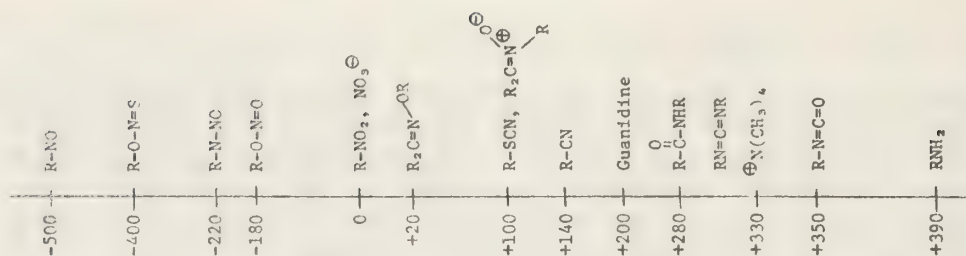 R-NO
R-O-N=S
R-N-NO
R-O-N=O
R-NO₂, NO₃⊖
R₂C=N-OR
R-SCN, R₂C=N⊕(O⊖)-R
R-CN
Guanidine
R-C(=O)-NHR
RN=C=NR
⊕N(CH₃)₄
R-N=C=O
RNH₂
-500
-400
-220
-180
0
+20
+100
+140
+200
+280
+330
+350
+390